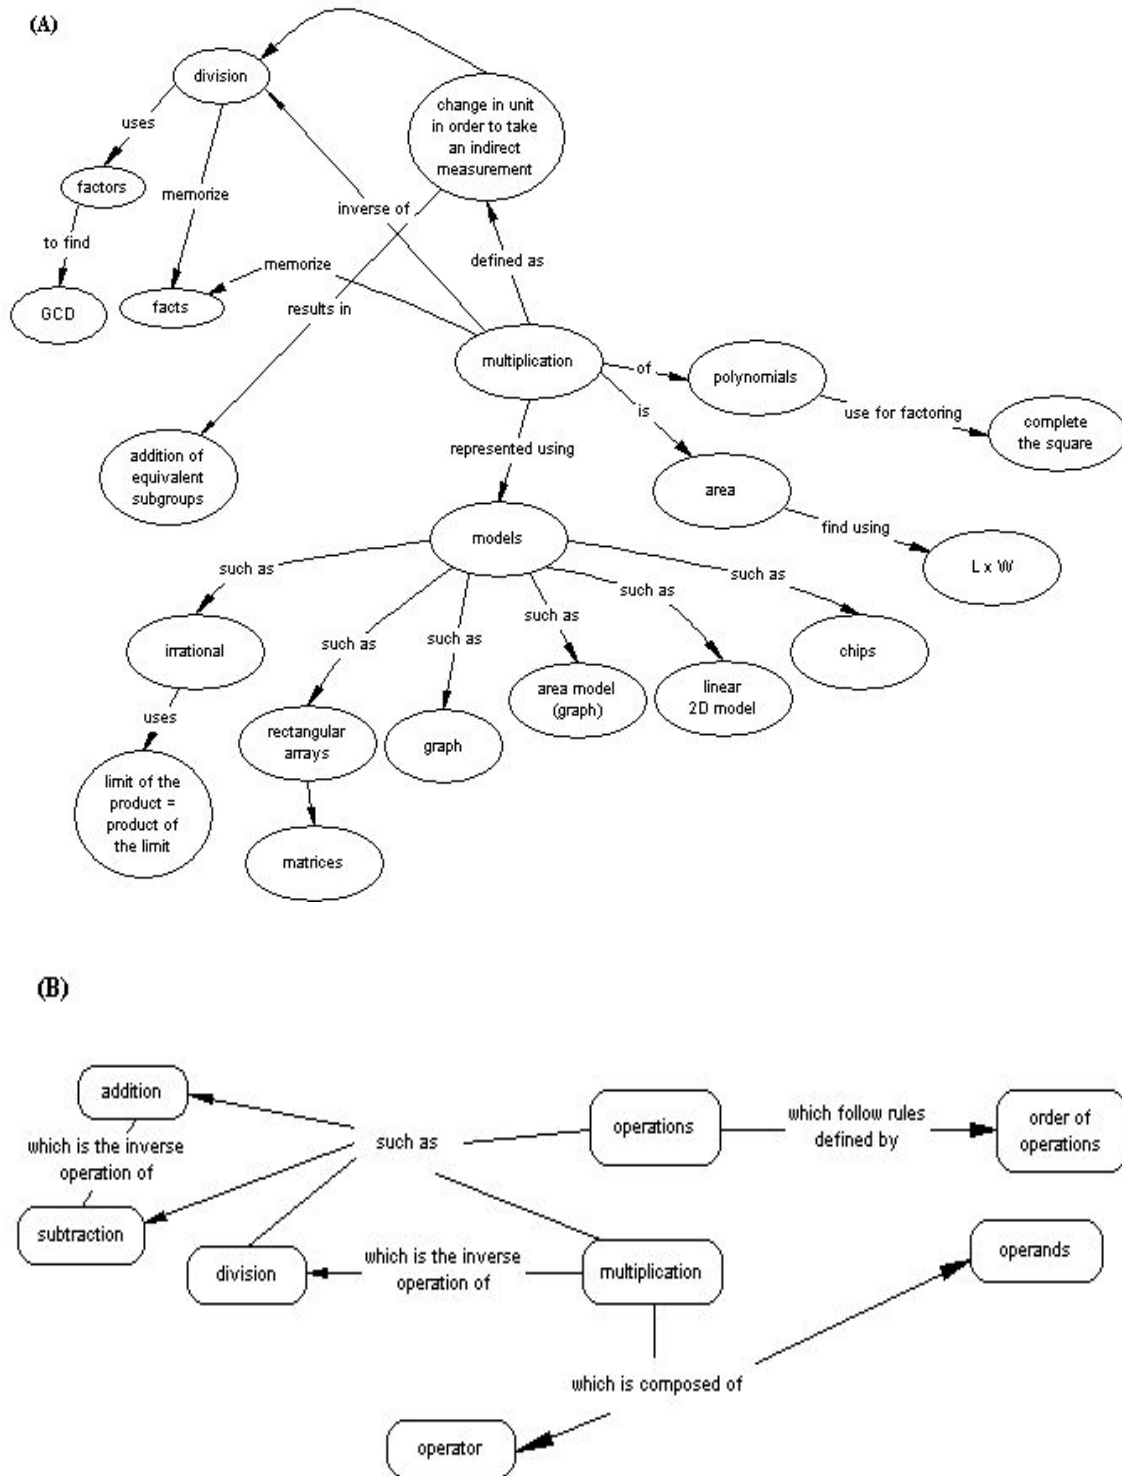 (A)
division
change in unit
in order to take
an indirect
measurement
uses
factors
memorize
inverse of
to find
memorize
defined as
GCD
facts
results in
multiplication
of
polynomials
is
use for factoring
complete
the square
addition of
equivalent
subgroups
represented using
area
find using
models
L x W
such as
such as
such as
such as
such as
such as
irrational
chips
area model
(graph)
linear
2D model
uses
rectangular
arrays
graph
limit of the
product =
product of
the limit
matrices
(B)
addition
operations
which follow rules
defined by
order of
operations
such as
which is the inverse
operation of
subtraction
division
which is the inverse
operation of
multiplication
operands
which is composed of
operator